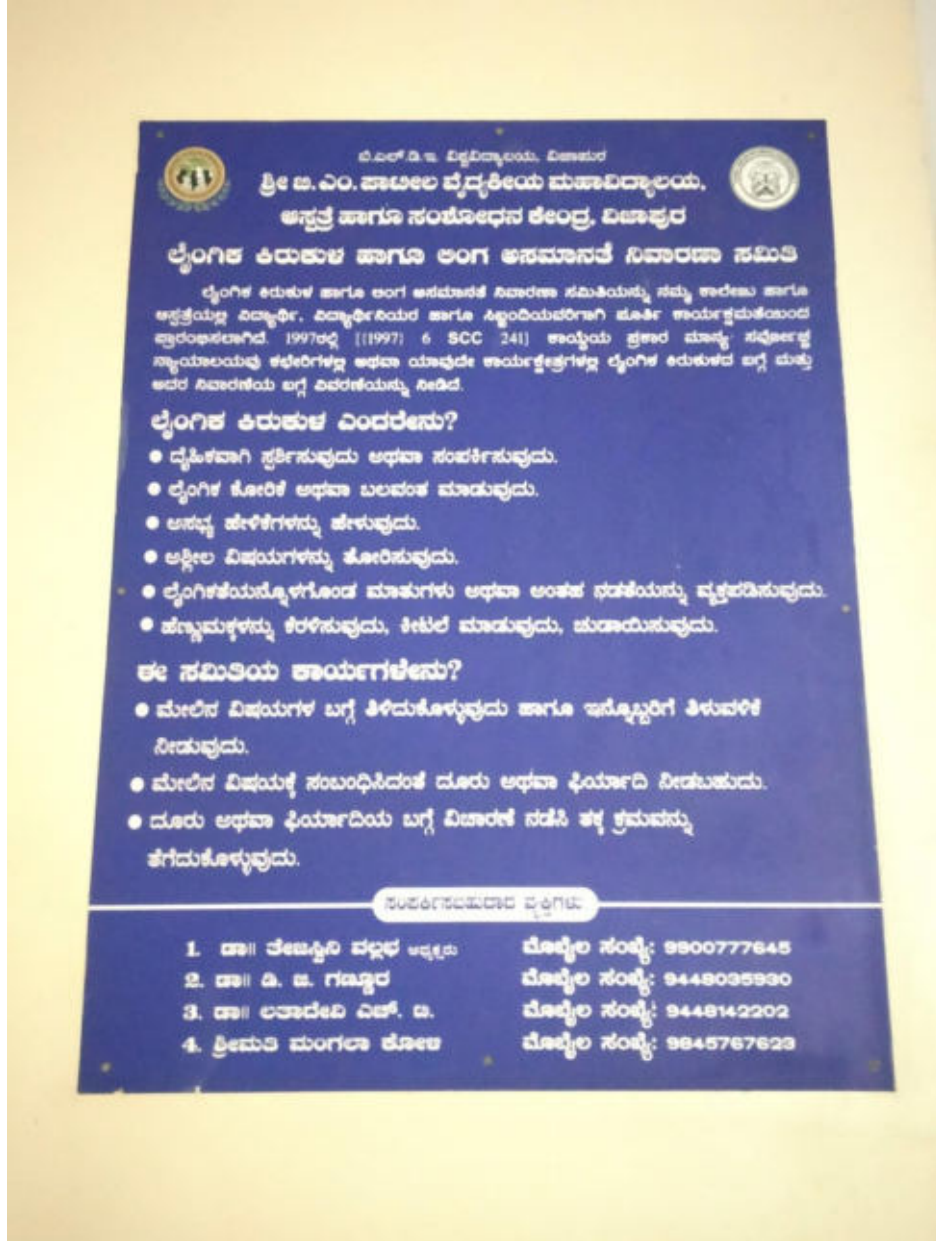 ಬಿ.ಎಲ್.ಡಿ.ಇ. ವಿಶ್ವವಿದ್ಯಾಲಯ, ವಿಜಾಪುರ
ಶ್ರೀ ಬಿ.ಎಂ.ಪಾಟೀಲ ವೈದ್ಯಕೀಯ ಮಹಾವಿದ್ಯಾಲಯ,
ಆಸ್ಪತ್ರೆ ಹಾಗೂ ಸಂಶೋಧನ ಕೇಂದ್ರ, ವಿಜಾಪುರ
ಲೈಂಗಿಕ ಕಿರುಕುಳ ಹಾಗೂ ಲಿಂಗ ಅಸಮಾನತೆ ನಿವಾರಣಾ ಸಮಿತಿ
ಲೈಂಗಿಕ ಕಿರುಕುಳ ಹಾಗೂ ಲಿಂಗ ಅಸಮಾನತೆ ನಿವಾರಣಾ ಸಮಿತಿಯನ್ನು ನಮ್ಮ ಕಾಲೇಜು ಹಾಗೂ
ಆಸ್ಪತ್ರೆಯಲ್ಲಿ ವಿದ್ಯಾರ್ಥಿ, ವಿದ್ಯಾರ್ಥಿನಿಯರ ಹಾಗೂ ಸಿಬ್ಬಂದಿಯವರಿಗಾಗಿ ಪೂರ್ತಿ ಕಾರ್ಯಕ್ಷಮತೆಯಿಂದ
ಪ್ರಾರಂಭಿಸಲಾಗಿದೆ. 1997ರಲ್ಲಿ [(1997) 6 SCC 241] ಕಾಯ್ದೆಯ ಪ್ರಕಾರ ಮಾನ್ಯ ಸರ್ವೋಚ್ಛ
ನ್ಯಾಯಾಲಯವು ಕಛೇರಿಗಳಲ್ಲಿ ಅಥವಾ ಯಾವುದೇ ಕಾರ್ಯಕ್ಷೇತ್ರಗಳಲ್ಲಿ ಲೈಂಗಿಕ ಕಿರುಕುಳದ ಬಗ್ಗೆ ಮತ್ತು
ಅದರ ನಿವಾರಣೆಯ ಬಗ್ಗೆ ವಿವರಣೆಯನ್ನು ನೀಡಿದೆ.
ಲೈಂಗಿಕ ಕಿರುಕುಳ ಎಂದರೇನು?
● ದೈಹಿಕವಾಗಿ ಸ್ಪರ್ಶಿಸುವುದು ಅಥವಾ ಸಂಪರ್ಕಿಸುವುದು.
● ಲೈಂಗಿಕ ಕೋರಿಕೆ ಅಥವಾ ಬಲವಂತ ಮಾಡುವುದು.
● ಅಸಭ್ಯ ಹೇಳಿಕೆಗಳನ್ನು ಹೇಳುವುದು.
● ಅಶ್ಲೀಲ ವಿಷಯಗಳನ್ನು ತೋರಿಸುವುದು.
● ಲೈಂಗಿಕತೆಯನ್ನೊಳಗೊಂಡ ಮಾತುಗಳು ಅಥವಾ ಅಂತಹ ನಡತೆಯನ್ನು ವ್ಯಕ್ತಪಡಿಸುವುದು.
● ಹೆಣ್ಣುಮಕ್ಕಳನ್ನು ಕೆರಳಿಸುವುದು, ಕೀಟಲೆ ಮಾಡುವುದು, ಚುಡಾಯಿಸುವುದು.
ಈ ಸಮಿತಿಯ ಕಾರ್ಯಗಳೇನು?
● ಮೇಲಿನ ವಿಷಯಗಳ ಬಗ್ಗೆ ತಿಳಿದುಕೊಳ್ಳುವುದು ಹಾಗೂ ಇನ್ನೊಬ್ಬರಿಗೆ ತಿಳುವಳಿಕೆ
ನೀಡುವುದು.
● ಮೇಲಿನ ವಿಷಯಕ್ಕೆ ಸಂಬಂಧಿಸಿದಂತೆ ದೂರು ಅಥವಾ ಫಿರ್ಯಾದಿ ನೀಡಬಹುದು.
● ದೂರು ಅಥವಾ ಫಿರ್ಯಾದಿಯ ಬಗ್ಗೆ ವಿಚಾರಣೆ ನಡೆಸಿ ತಕ್ಕ ಕ್ರಮವನ್ನು
ತೆಗೆದುಕೊಳ್ಳುವುದು.
ಸಂಪರ್ಕಿಸಬಹುದಾದ ವ್ಯಕ್ತಿಗಳು
1. ಡಾ|| ತೇಜಸ್ವಿನಿ ವಲ್ಲಭ ಅಧ್ಯಕ್ಷರು ಮೊಬೈಲ ಸಂಖ್ಯೆ: 9900777645
2. ಡಾ|| ಡಿ. ಜಿ. ಗಣ್ಣೂರ ಮೊಬೈಲ ಸಂಖ್ಯೆ: 9448035930
3. ಡಾ|| ಲತಾದೇವಿ ಎಚ್. ಟಿ. ಮೊಬೈಲ ಸಂಖ್ಯೆ: 9448142202
4. ಶ್ರೀಮತಿ ಮಂಗಲಾ ಕೋಳಿ ಮೊಬೈಲ ಸಂಖ್ಯೆ: 9845767623